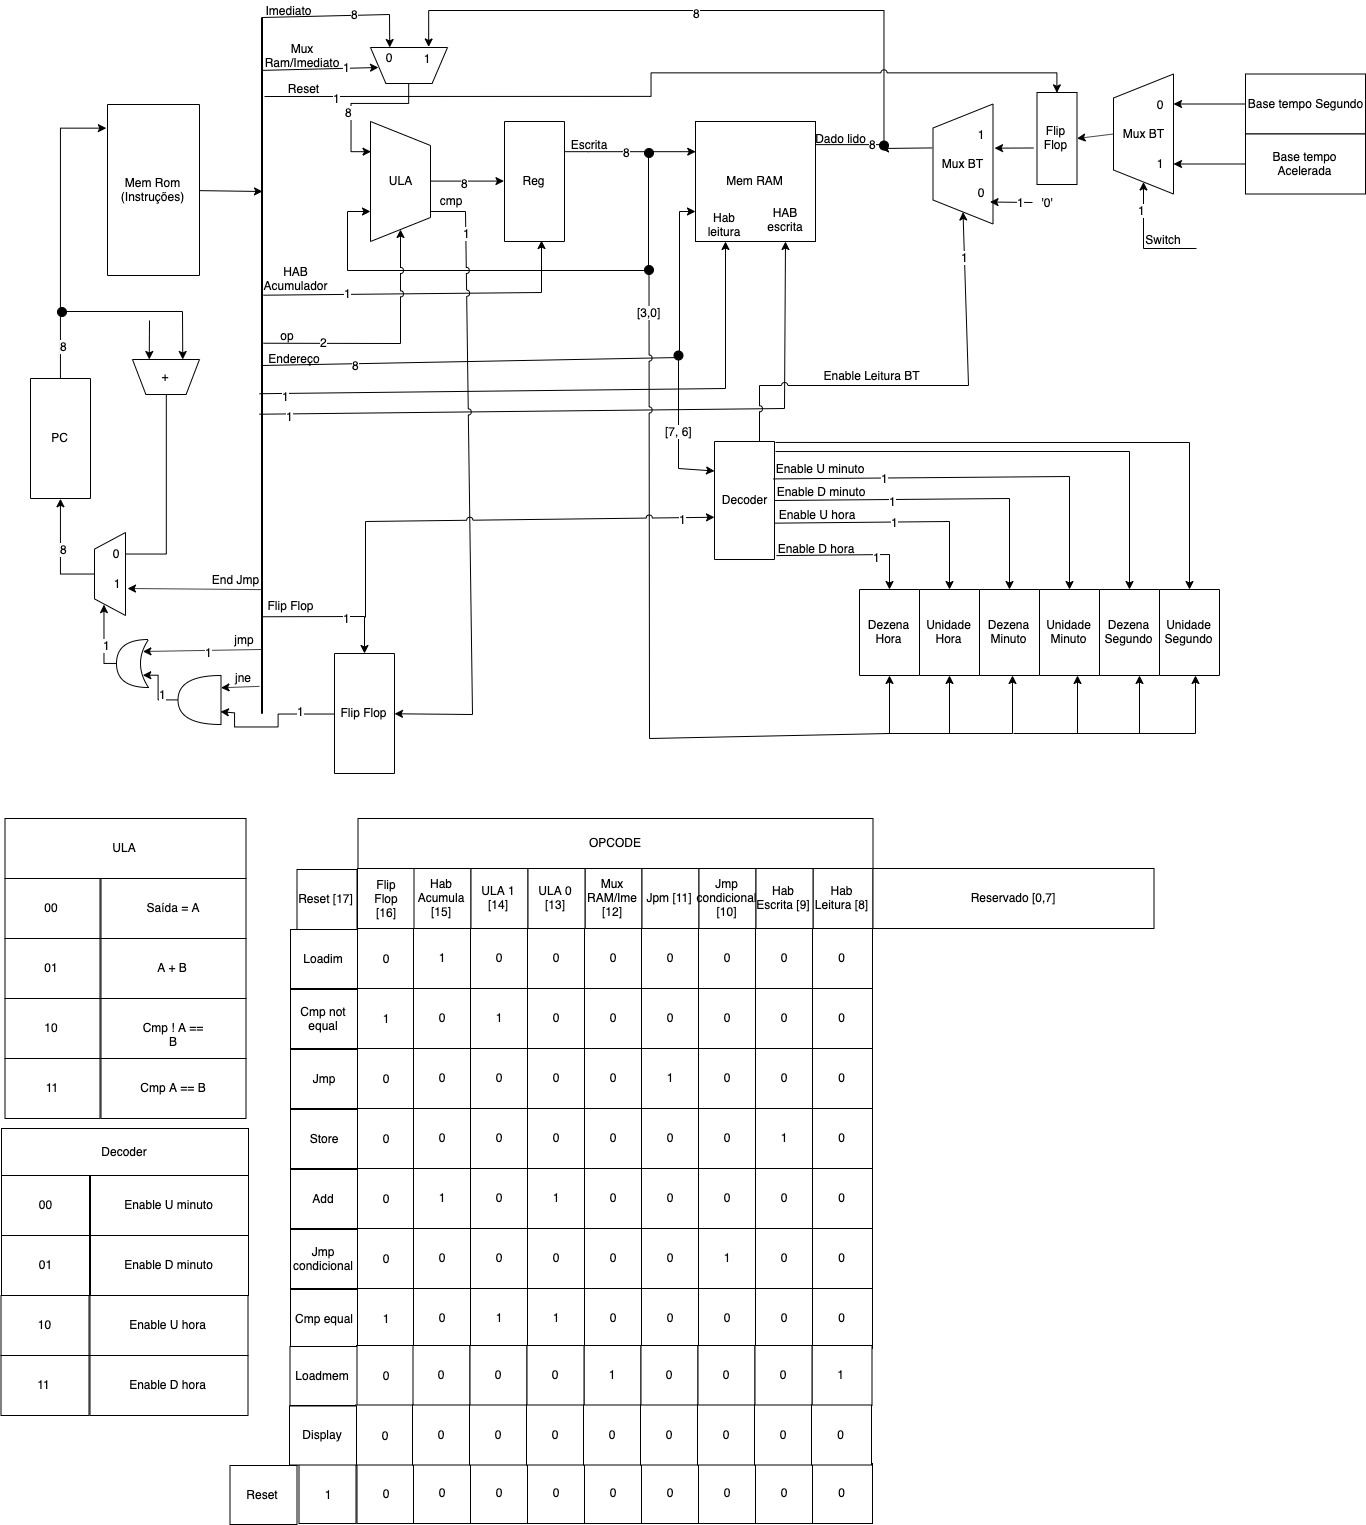 Imediato
8
8
Mux
Ram/Imediato
1
0
1
Reset
1
8
Mem Rom
(Instruções)
ULA
8
cmp
1
Reg
Escrita
8
Mem RAM
Hab
leitura
HAB
escrita
Dado lido
8
1
Mux BT
0
1
'0'
1
Flip
Flop
0
Mux BT
1
1
Switch
Base tempo Segundo
Base tempo
Acelerada
HAB
Acumulador
1
op
2
Endereço
8
1
1
[3,0]
[7, 6]
Enable Leitura BT
8
+
PC
8
0
1
End Jmp
Flip Flop
1
1
jmp
1
1
jne
1
1
Flip Flop
Decoder
Enable U minuto
1
Enable D minuto
1
Enable U hora
1
Enable D hora
1
Dezena
Hora
Unidade
Hora
Dezena
Minuto
Unidade
Minuto
Dezena
Segundo
Unidade
Segundo
ULA
00 Saída = A
01 A + B
10 Cmp ! A ==
B
11 Cmp A == B
Decoder
00 Enable U minuto
01 Enable D minuto
10 Enable U hora
11 Enable D hora
OPCODE
Reset [17]
Flip
Flop
[16]
Hab
Acumula
[15]
ULA 1
[14]
ULA 0
[13]
Mux
RAM/Ime
[12]
Jpm [11]
Jmp
condicional
[10]
Hab
Escrita [9]
Hab
Leitura [8]
Reservado [0,7]
Loadim 0 1 0 0 0 0 0 0 0
Cmp not
equal 1 0 1 0 0 0 0 0 0
Jmp 0 0 0 0 0 1 0 0 0
Store 0 0 0 0 0 0 0 1 0
Add 0 1 0 1 0 0 0 0 0
Jmp
condicional 0 0 0 0 0 0 1 0 0
Cmp equal 1 0 1 1 0 0 0 0 0
Loadmem 0 0 0 0 1 0 0 0 1
Display 0 0 0 0 0 0 0 0 0
Reset 1 0 0 0 0 0 0 0 0 0